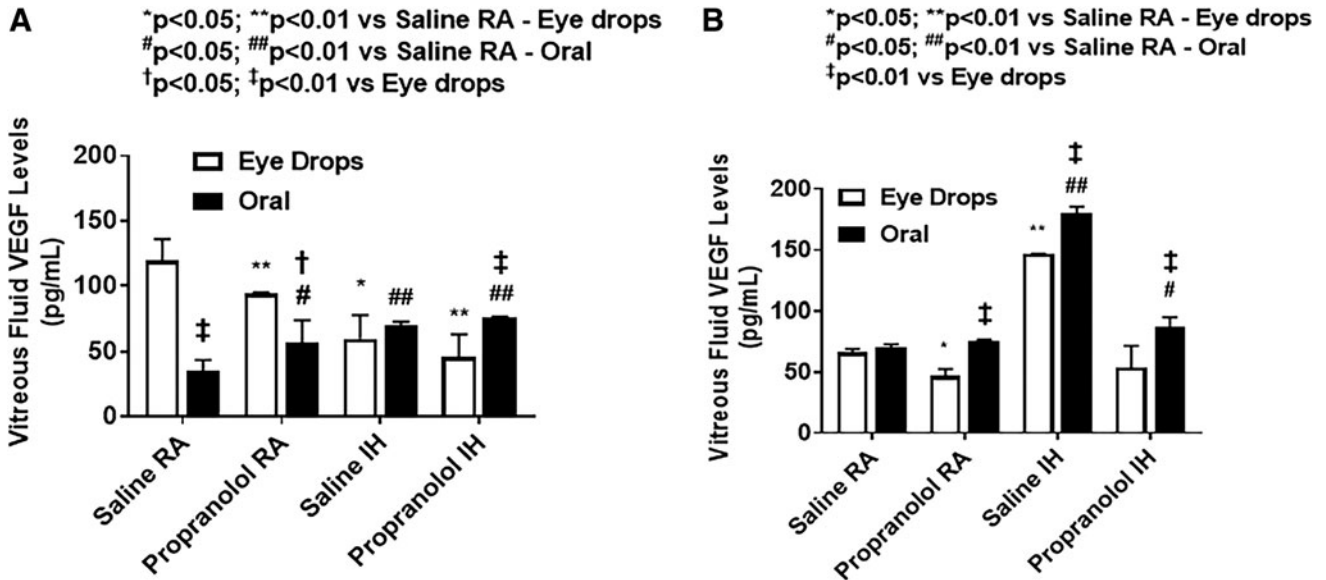 A
*p<0.05; **p<0.01 vs Saline RA - Eye drops
#p<0.05; ##p<0.01 vs Saline RA - Oral
†p<0.05; ‡p<0.01 vs Eye drops
Vitreous Fluid VEGF Levels
(pg/mL)
200
150
100
50
0
Eye Drops
Oral
‡
**
†
#
*
##
**
‡
##
Saline RA
Propranolol RA
Saline IH
Propranolol IH
B
*p<0.05; **p<0.01 vs Saline RA - Eye drops
#p<0.05; ##p<0.01 vs Saline RA - Oral
‡p<0.01 vs Eye drops
Vitreous Fluid VEGF Levels
(pg/mL)
200
150
100
50
0
Eye Drops
Oral
*
‡
**
‡
##
‡
#
Saline RA
Propranolol RA
Saline IH
Propranolol IH